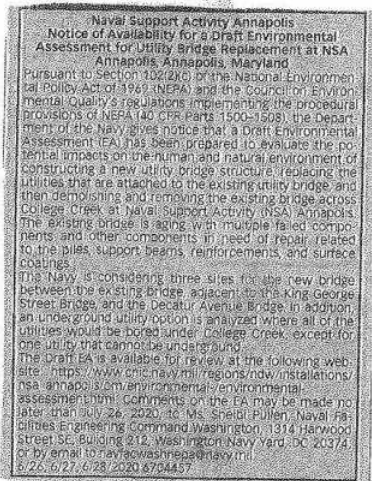 Naval Support Activity Annapolis
Notice of Availability for a Draft Environmental
Assessment for Utility Bridge Replacement at NSA
Annapolis, Annapolis, Maryland
Pursuant to Section 102(2)(c) of the National Environmen-
tal Policy Act of 1969 (NEPA) and the Council on Environ-
mental Quality's regulations implementing the procedural
provisions of NEPA (40 CFR Parts 1500-1508), the Depart-
ment of the Navy gives notice that a Draft Environmental
Assessment (EA) has been prepared to evaluate the po-
tential impacts on the human and natural environment of
constructing a new utility bridge structure, replacing the
utilities that are attached to the existing utility bridge, and
then demolishing and removing the existing bridge across
College Creek at Naval Support Activity (NSA) Annapolis.
The existing bridge is aging with multiple failed compo-
nents and other components in need of repair related
to the piles, support beams, reinforcements, and surface
coatings.
The Navy is considering three sites for the new bridge
between the existing bridge, adjacent to the King George
Street Bridge, and the Decatur Avenue Bridge. In addition,
an underground utility option is analyzed where all of the
utilities would be bored under College Creek, except for
one utility that cannot be underground.
The Draft EA is available for review at the following web-
site: https://www.cnic.navy.mil/regions/ndw/installations/
nsa_annapolis/om/environmental-/environmental-
assessment.html. Comments on the EA may be made no
later than July 26, 2020, to Ms. Sheibl Pullen, Naval Fa-
cilities Engineering Command Washington, 1314 Harwood
Street SE, Building 212, Washington Navy Yard, DC 20374,
or by email to navfacwashnepa@navy.mil.
6/26, 6/27, 6/28/2020 6704457